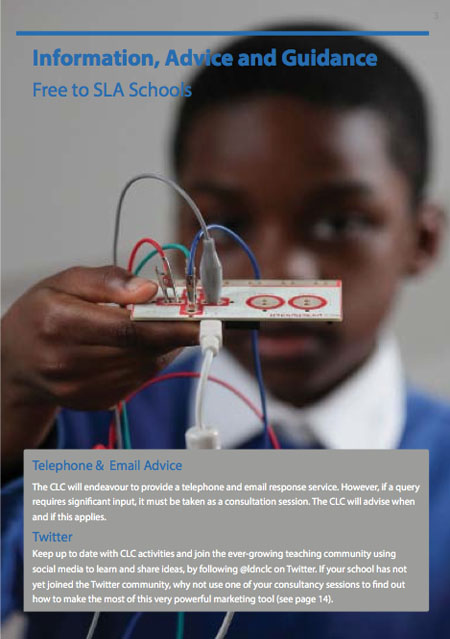 3
Information, Advice and Guidance
Free to SLA Schools
Telephone & Email Advice
The CLC will endeavour to provide a telephone and email response service. However, if a query
requires significant input, it must be taken as a consultation session. The CLC will advise when
and if this applies.
Twitter
Keep up to date with CLC activities and join the ever-growing teaching community using
social media to learn and share ideas, by following @ldnclc on Twitter. If your school has not
yet joined the Twitter community, why not use one of your consultancy sessions to find out
how to make the most of this very powerful marketing tool (see page 14).